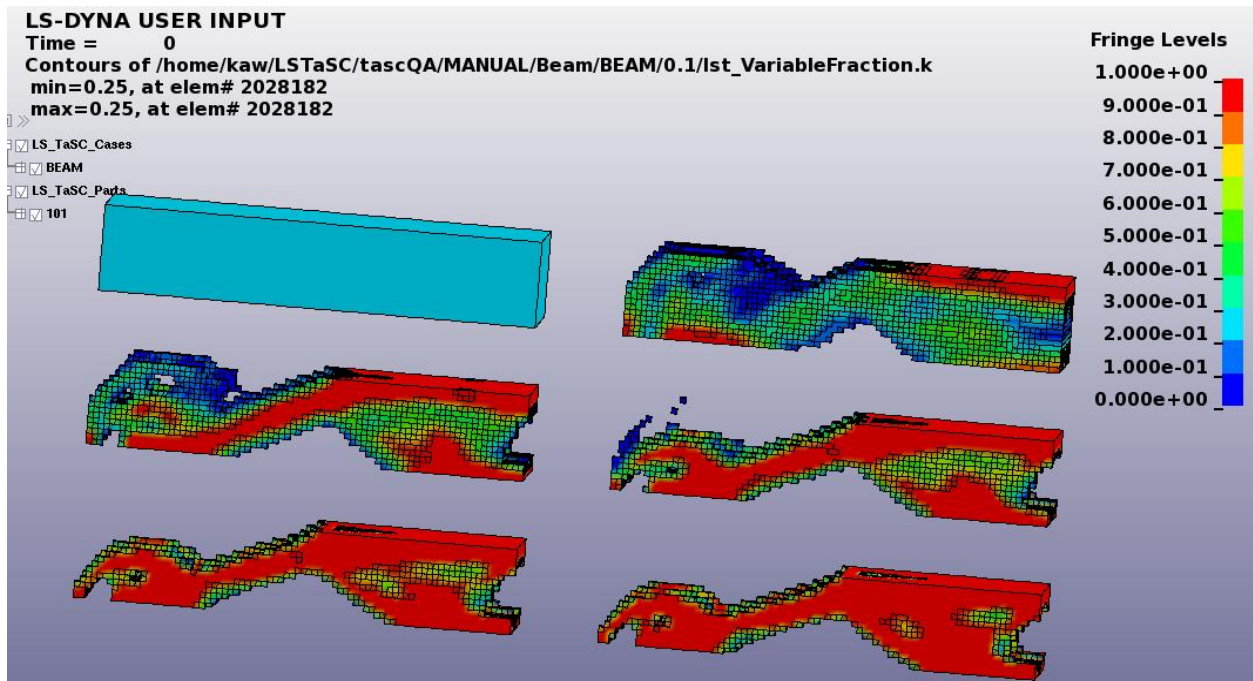 LS-DYNA USER INPUT
Time = 0
Contours of /home/kaw/LSTaSC/tascQA/MANUAL/Beam/BEAM/0.1/lst_VariableFraction.k
min=0.25, at elem# 2028182
max=0.25, at elem# 2028182
LS_TaSC_Cases
BEAM
LS_TaSC_Parts
101
Fringe Levels
1.000e+00
9.000e-01
8.000e-01
7.000e-01
6.000e-01
5.000e-01
4.000e-01
3.000e-01
2.000e-01
1.000e-01
0.000e+00